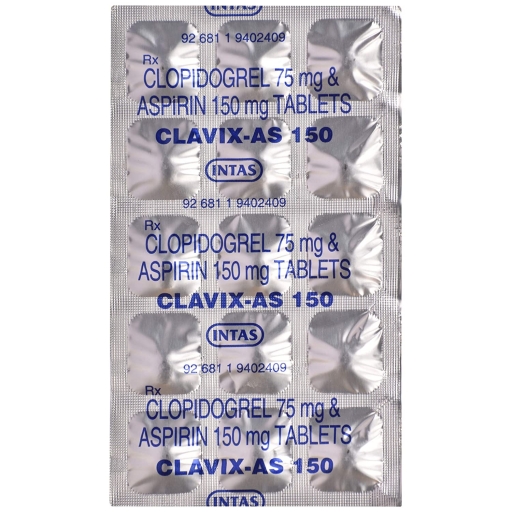 INTAS
92 681 1 9402409
Rx
CLOPIDOGREL 75 mg &
ASPIRIN 150 mg TABLETS
CLAVIX-AS 150
INTAS
92 681 1 9402409
Rx
CLOPIDOGREL 75 mg &
ASPIRIN 150 mg TABLETS
CLAVIX-AS 150
INTAS
92 681 1 9402409
Rx
CLOPIDOGREL 75 mg &
ASPIRIN 150 mg TABLETS
CLAVIX-AS 150
INTAS